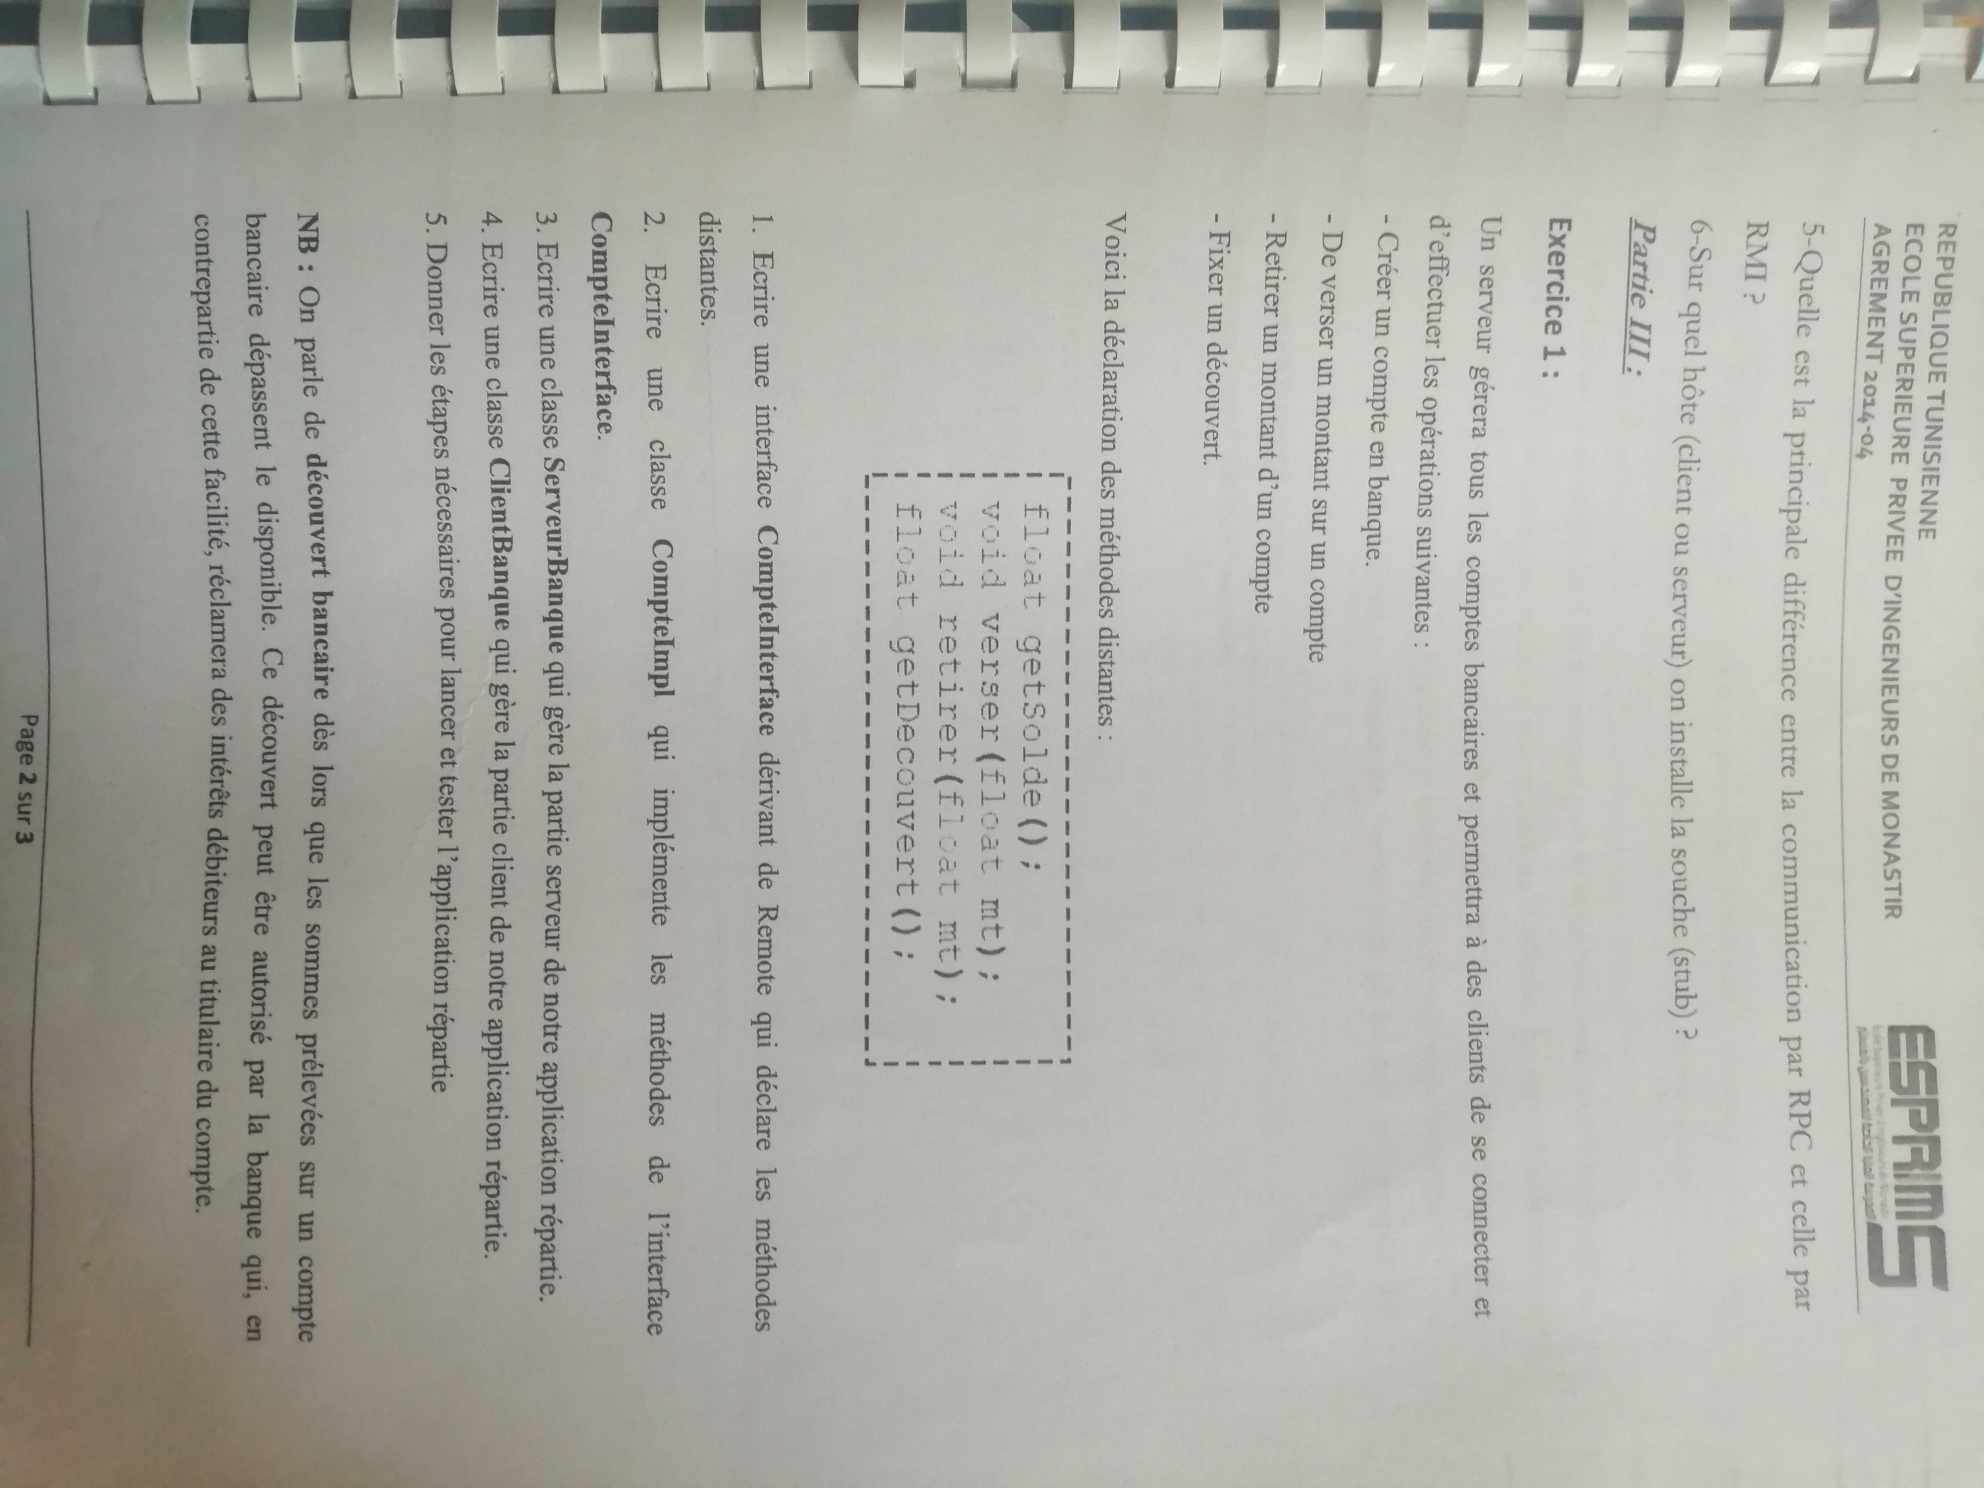 REPUBLIQUE TUNISIENNE
ECOLE SUPERIEURE PRIVEE D'INGENIEURS DE MONASTIR
AGREMENT 2014-04
ESPRIMS
5-Quelle est la principale différence entre la communication par RPC et celle par
RMI ?
6-Sur quel hôte (client ou serveur) on installe la souche (stub) ?
Partie III :
Exercice 1 :
Un serveur gérera tous les comptes bancaires et permettra à des clients de se connecter et
d'effectuer les opérations suivantes :
- Créer un compte en banque.
- De verser un montant sur un compte
- Retirer un montant d'un compte
- Fixer un découvert.
Voici la déclaration des méthodes distantes :
float getSolde();
void verser(float mt);
void retirer(float mt);
float getDecouvert();
1. Ecrire une interface CompteInterface dérivant de Remote qui déclare les méthodes
distantes.
2. Ecrire une classe CompteImpl qui implémente les méthodes de l'interface
CompteInterface.
3. Ecrire une classe ServeurBanque qui gère la partie serveur de notre application répartie.
4. Ecrire une classe ClientBanque qui gère la partie client de notre application répartie.
5. Donner les étapes nécessaires pour lancer et tester l'application répartie
NB : On parle de découvert bancaire dès lors que les sommes prélevées sur un compte
bancaire dépassent le disponible. Ce découvert peut être autorisé par la banque qui, en
contrepartie de cette facilité, réclamera des intérêts débiteurs au titulaire du compte.
Page 2 sur 3